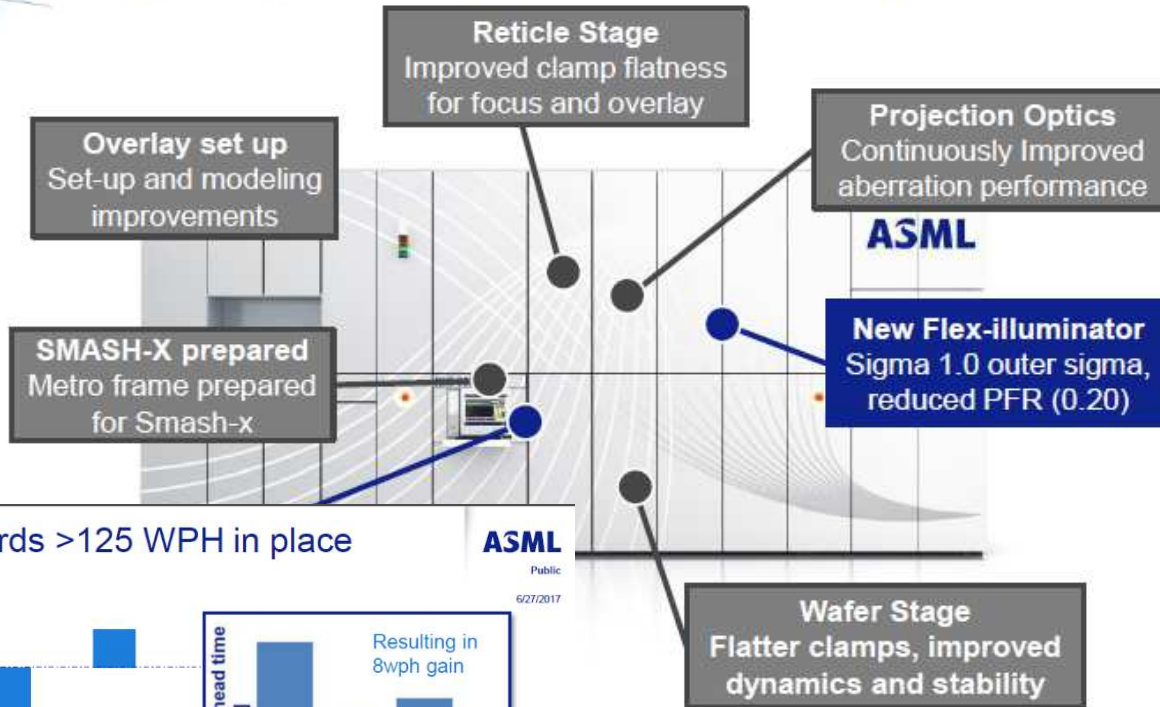 Reticle Stage
Improved clamp flatness
for focus and overlay
Projection Optics
Continuously Improved
aberration performance
Overlay set up
Set-up and modeling
improvements
ASML
New Flex-illuminator
Sigma 1.0 outer sigma,
reduced PFR (0.20)
SMASH-X prepared
Metro frame prepared
for Smash-x
>125 WPH in place
ASML
Public
6/27/2017
Resulting in
8wph gain
time
Wafer Stage
Flatter clamps, improved
dynamics and stability